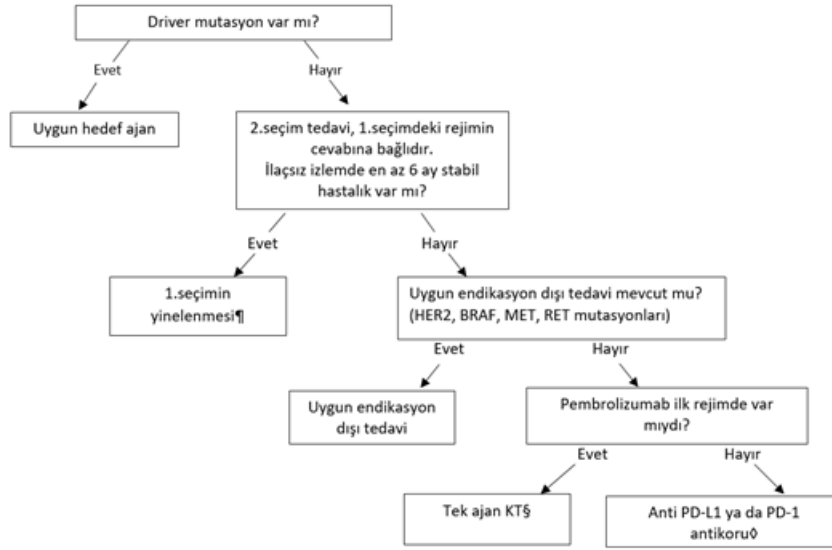 Driver mutasyon var mı?
Evet
Hayır
Uygun hedef ajan
2.seçim tedavi, 1.seçimdeki rejimin
cevabına bağlıdır.
İlaçsız izlemde en az 6 ay stabil
hastalık var mı?
Evet
Hayır
1.seçimin
yinelenmesi¶
Uygun endikasyon dışı tedavi mevcut mu?
(HER2, BRAF, MET, RET mutasyonları)
Evet
Hayır
Uygun endikasyon
dışı tedavi
Pembrolizumab ilk rejimde var
mıydı?
Evet
Hayır
Tek ajan KT§
Anti PD-L1 ya da PD-1
antikoru◊